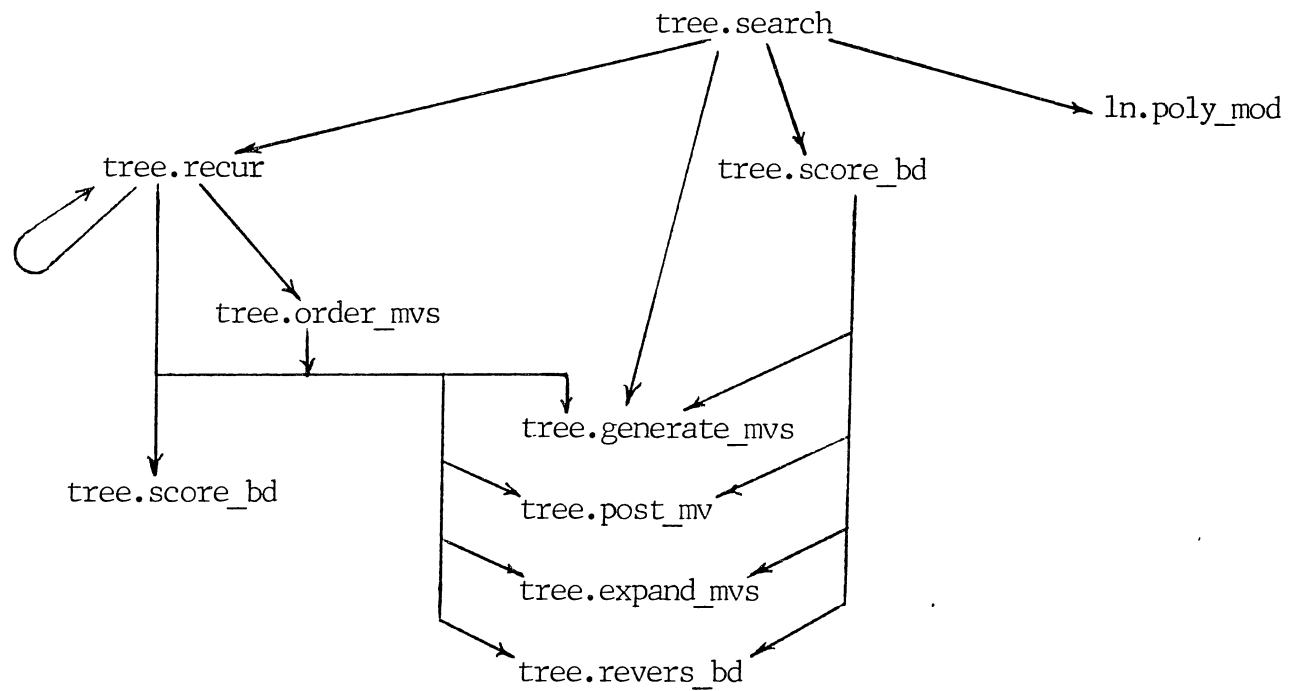 tree.search
ln.poly_mod
tree.recur
tree.score_bd
tree.order_mvs
tree.generate_mvs
tree.score_bd
tree.post_mv
tree.expand_mvs
tree.revers_bd